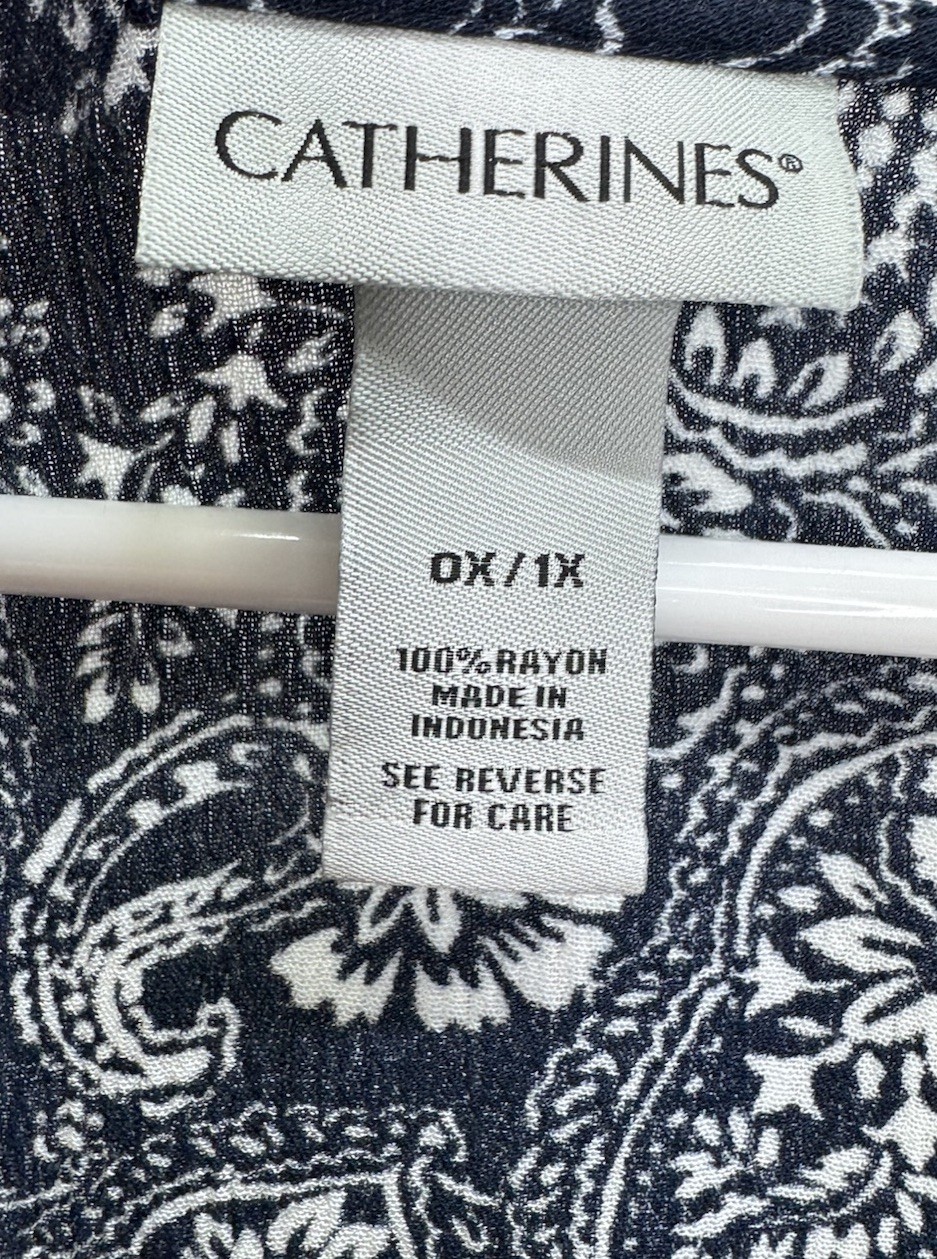 CATHERINES®
0X/1X
100% RAYON
MADE IN
INDONESIA
SEE REVERSE
FOR CARE